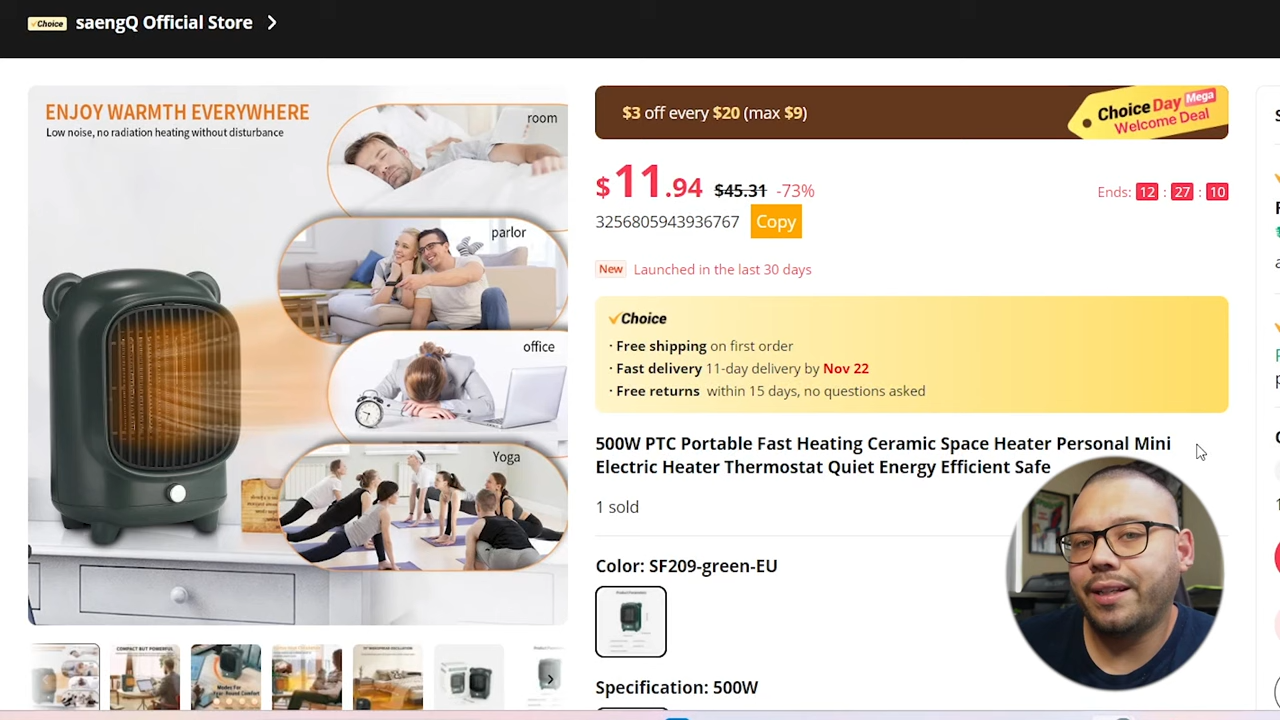 Choice saengQ Official Store
ENJOY WARMTH EVERYWHERE
Low noise, no radiation heating without disturbance
room
parlor
office
Yoga
$3 off every $20 (max $9)
ChoiceDay Mega
Welcome Deal
$11.94 $45.31 -73%
Ends: 12 : 27 : 10
3256805943936767 Copy
New Launched in the last 30 days
Choice
· Free shipping on first order
· Fast delivery 11-day delivery by Nov 22
· Free returns within 15 days, no questions asked
500W PTC Portable Fast Heating Ceramic Space Heater Personal Mini
Electric Heater Thermostat Quiet Energy Efficient Safe
1 sold
Color: SF209-green-EU
Specification: 500W
COMPACT BUT POWERFUL